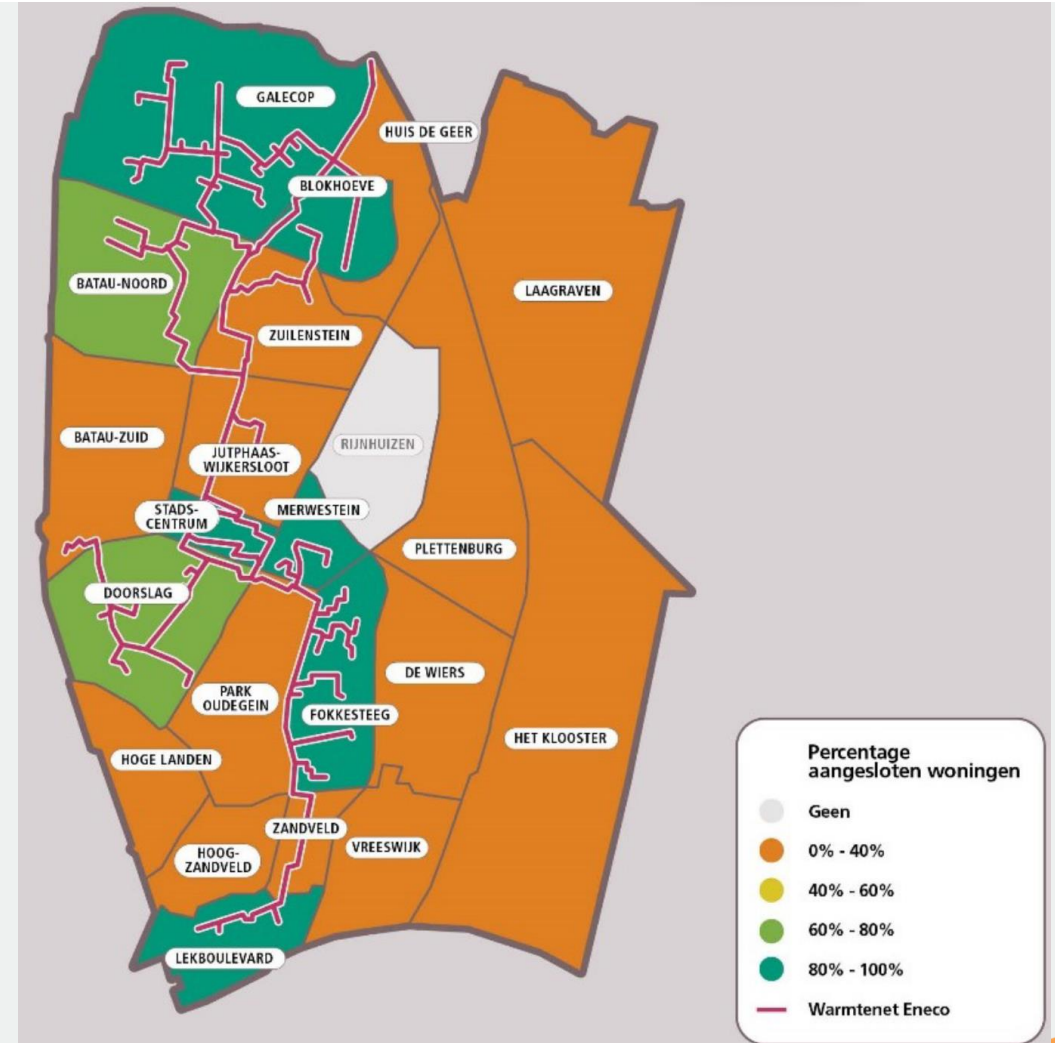 GALECOP
HUIS DE GEER
BLOKHOEVE
BATAU-NOORD
LAAGRAVEN
ZUILENSTEIN
BATAU-ZUID
RIJNHUIZEN
JUTPHAAS-
WIJKERSLOOT
STADS-
CENTRUM
MERWESTEIN
PLETTENBURG
DOORSLAG
DE WIERS
PARK
OUDEGEIN
FOKKESTEEG
HET KLOOSTER
HOGE LANDEN
ZANDVELD
VREESWIJK
HOOG-
ZANDVELD
LEKBOULEVARD
Percentage
aangesloten woningen
Geen
0% - 40%
40% - 60%
60% - 80%
80% - 100%
Warmtenet Eneco